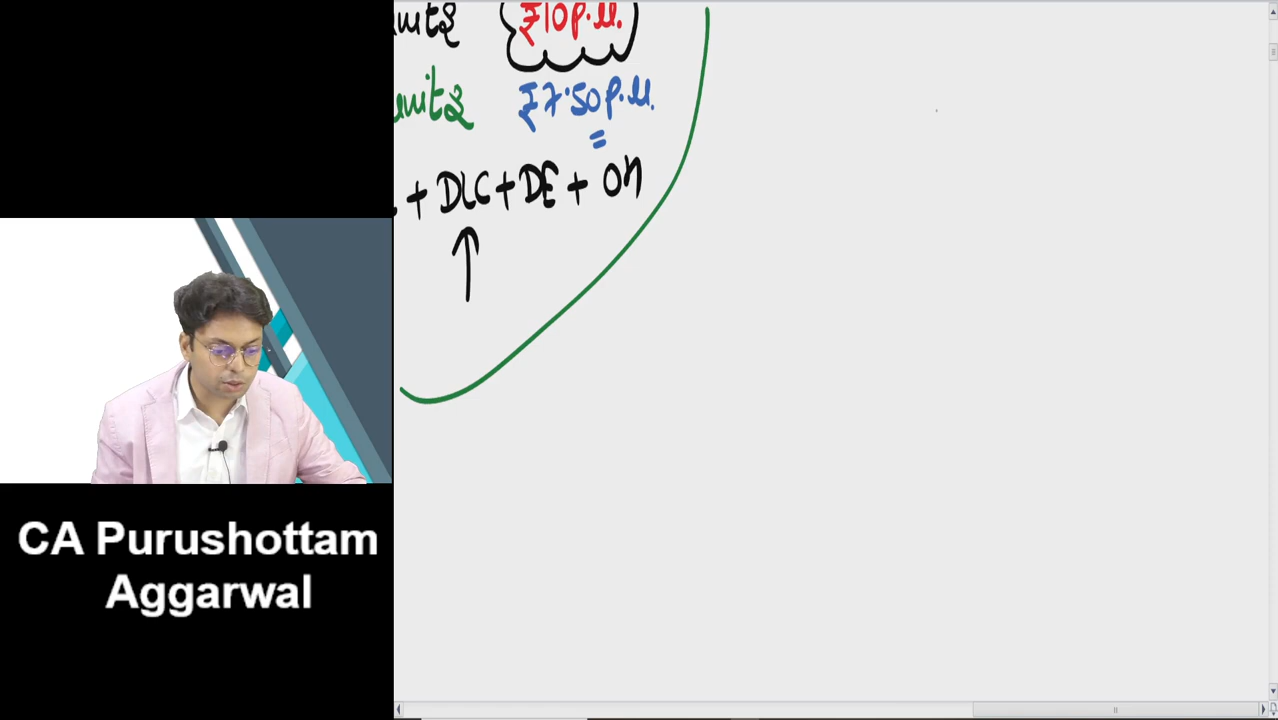 units ₹10 p.u.
units ₹7.50 p.u.
=
+ DLC + DE + OH
↑
CA Purushottam
Aggarwal